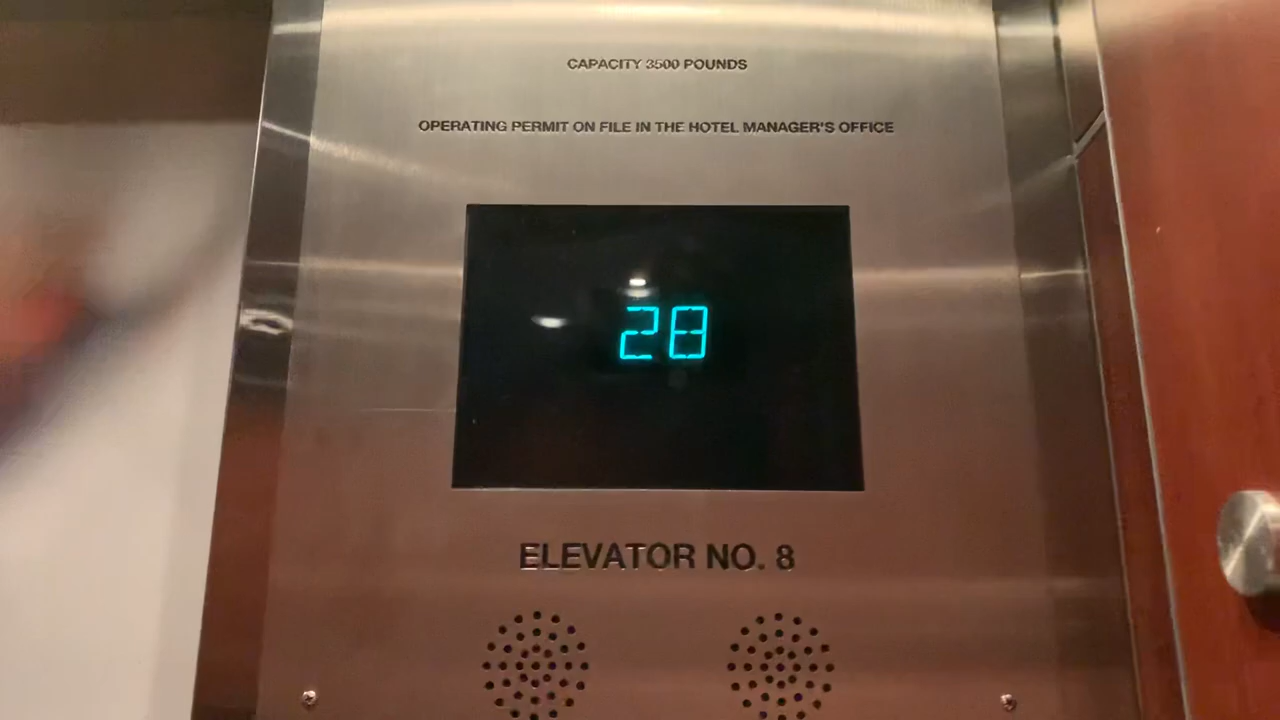 CAPACITY 3500 POUNDS
OPERATING PERMIT ON FILE IN THE HOTEL MANAGER'S OFFICE
28
ELEVATOR NO. 8